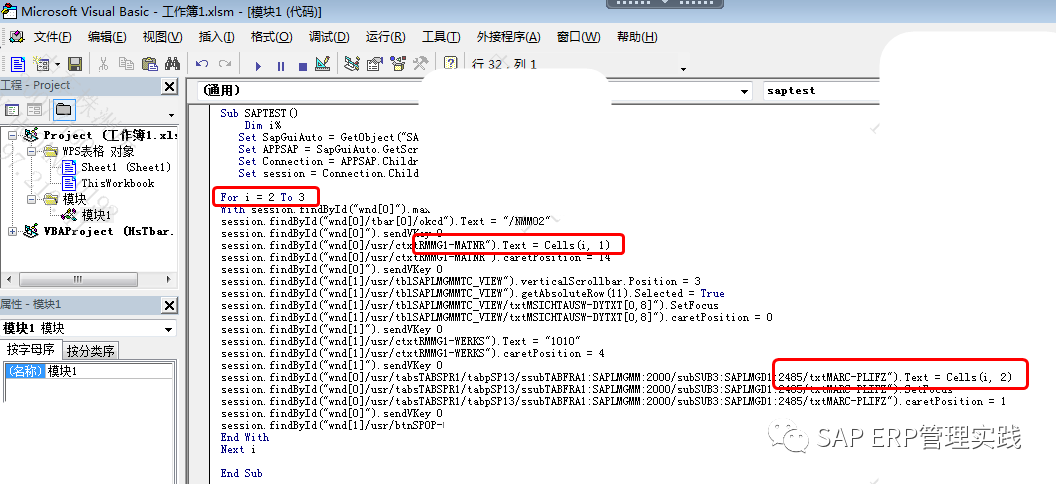 Microsoft Visual Basic - 工作簿1.xlsm - [模块1 (代码)]
文件(F) 编辑(E) 视图(V) 插入(I) 格式(O) 调试(D) 运行(R) 工具(T) 外接程序(A) 窗口(W) 帮助(H)
行 32, 列 1
工程 - Project
(通用)
saptest
Project (工作簿1.xls
WPS表格 对象
Sheet1 (Sheet1)
ThisWorkbook
模块
模块1
VBAProject (HsTbar.
属性 - 模块1
模块1 模块
按字母序 按分类序
(名称) 模块1
Sub SAPTEST()
Dim i%
Set SapGuiAuto = GetObject("SA
Set APPSAP = SapGuiAuto.GetScr
Set Connection = APPSAP.Childr
Set session = Connection.Child
For i = 2 To 3
With session.findById("wnd[0]").max
session.findById("wnd[0]/tbar[0]/okcd").Text = "/NMM02"
session.findById("wnd[0]").sendVKey 0
session.findById("wnd[0]/usr/ctxtRMMG1-MATNR").Text = Cells(i, 1)
session.findById("wnd[0]/usr/ctxtRMMG1-MATNR").caretPosition = 14
session.findById("wnd[0]").sendVKey 0
session.findById("wnd[1]/usr/tblSAPLMGMMTC_VIEW").verticalScrollbar.Position = 3
session.findById("wnd[1]/usr/tblSAPLMGMMTC_VIEW").getAbsoluteRow(11).Selected = True
session.findById("wnd[1]/usr/tblSAPLMGMMTC_VIEW/txtMSICHTAUSW-DYTXT[0,8]").SetFocus
session.findById("wnd[1]/usr/tblSAPLMGMMTC_VIEW/txtMSICHTAUSW-DYTXT[0,8]").caretPosition = 0
session.findById("wnd[1]").sendVKey 0
session.findById("wnd[1]/usr/ctxtRMMG1-WERKS").Text = "1010"
session.findById("wnd[1]/usr/ctxtRMMG1-WERKS").caretPosition = 4
session.findById("wnd[1]").sendVKey 0
session.findById("wnd[0]/usr/tabsTABSPR1/tabpSP13/ssubTABFRA1:SAPLMGMM:2000/subSUB3:SAPLMGD1:2485/txtMARC-PLIFZ").Text = Cells(i, 2)
session.findById("wnd[0]/usr/tabsTABSPR1/tabpSP13/ssubTABFRA1:SAPLMGMM:2000/subSUB3:SAPLMGD1:2485/txtMARC-PLIFZ").SetFocus
session.findById("wnd[0]/usr/tabsTABSPR1/tabpSP13/ssubTABFRA1:SAPLMGMM:2000/subSUB3:SAPLMGD1:2485/txtMARC-PLIFZ").caretPosition = 1
session.findById("wnd[0]").sendVKey 0
session.findById("wnd[1]/usr/btnSPOP-
End With
Next i
End Sub
SAP ERP管理实践